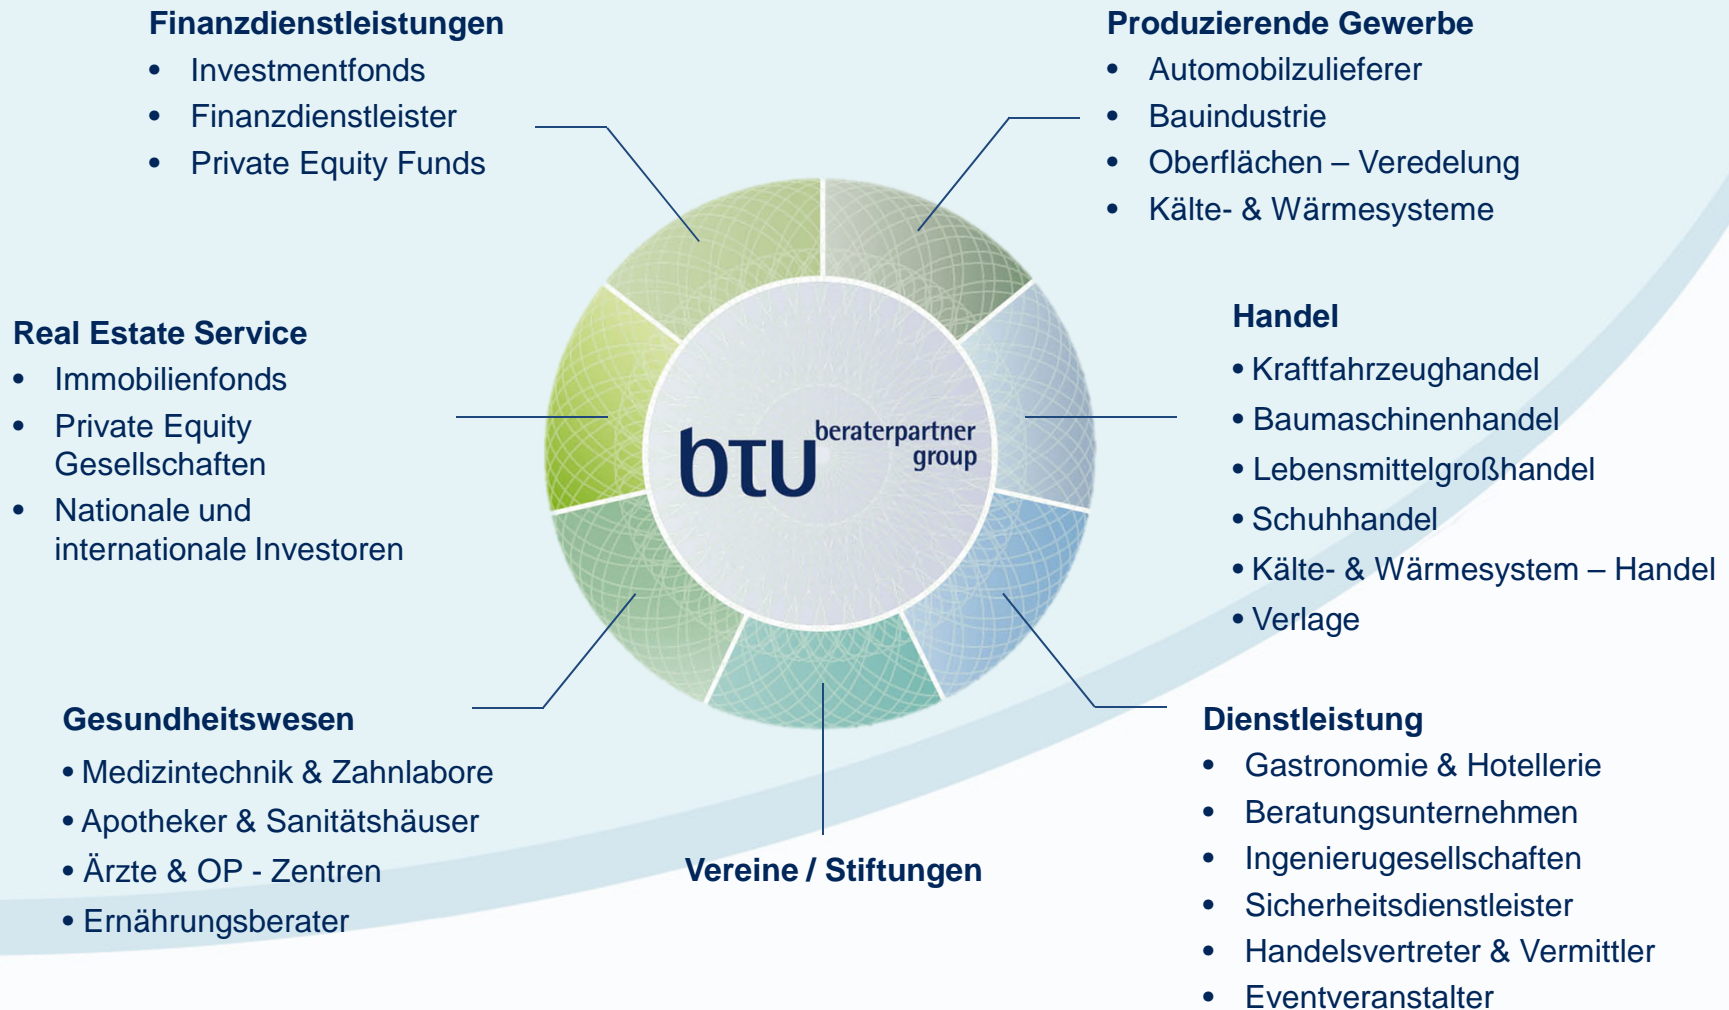 Finanzdienstleistungen
• Investmentfonds
• Finanzdienstleister
• Private Equity Funds
Produzierende Gewerbe
• Automobilzulieferer
• Bauindustrie
• Oberflächen – Veredelung
• Kälte- & Wärmesysteme
Real Estate Service
• Immobilienfonds
• Private Equity
Gesellschaften
• Nationale und
internationale Investoren
btu beraterpartner
group
Handel
• Kraftfahrzeughandel
• Baumaschinenhandel
• Lebensmittelgroßhandel
• Schuhhandel
• Kälte- & Wärmesystem – Handel
• Verlage
Gesundheitswesen
• Medizintechnik & Zahnlabore
• Apotheker & Sanitätshäuser
• Ärzte & OP - Zentren
• Ernährungsberater
Vereine / Stiftungen
Dienstleistung
• Gastronomie & Hotellerie
• Beratungsunternehmen
• Ingenierugesellschaften
• Sicherheitsdienstleister
• Handelsvertreter & Vermittler
• Eventveranstalter